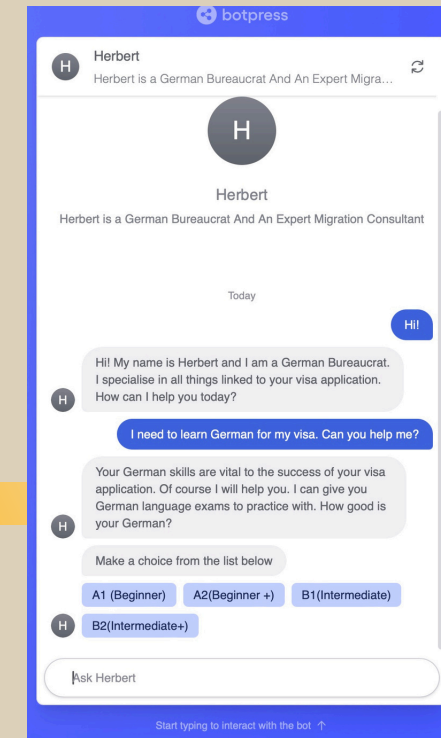 botpress
H
Herbert
Herbert is a German Bureaucrat And An Expert Migra...
H
Herbert
Herbert is a German Bureaucrat And An Expert Migration Consultant
Today
Hi!
Hi! My name is Herbert and I am a German Bureaucrat.
I specialise in all things linked to your visa application.
How can I help you today?
H
I need to learn German for my visa. Can you help me?
Your German skills are vital to the success of your visa
application. Of course I will help you. I can give you
German language exams to practice with. How good is
your German?
H
Make a choice from the list below
A1 (Beginner) A2(Beginner +) B1(Intermediate)
H B2(Intermediate+)
Ask Herbert
Start typing to interact with the bot ↑